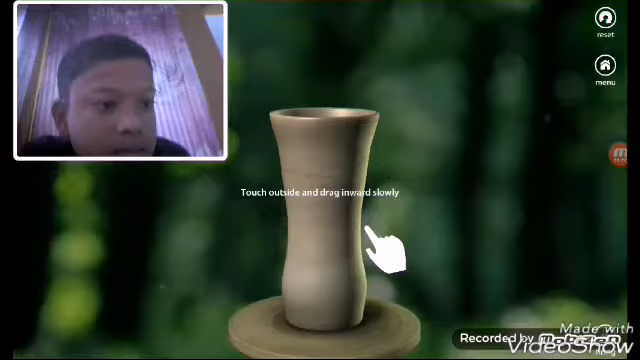 reset
menu
Touch outside and drag inward slowly
Recorded by
Made with
VideoShow